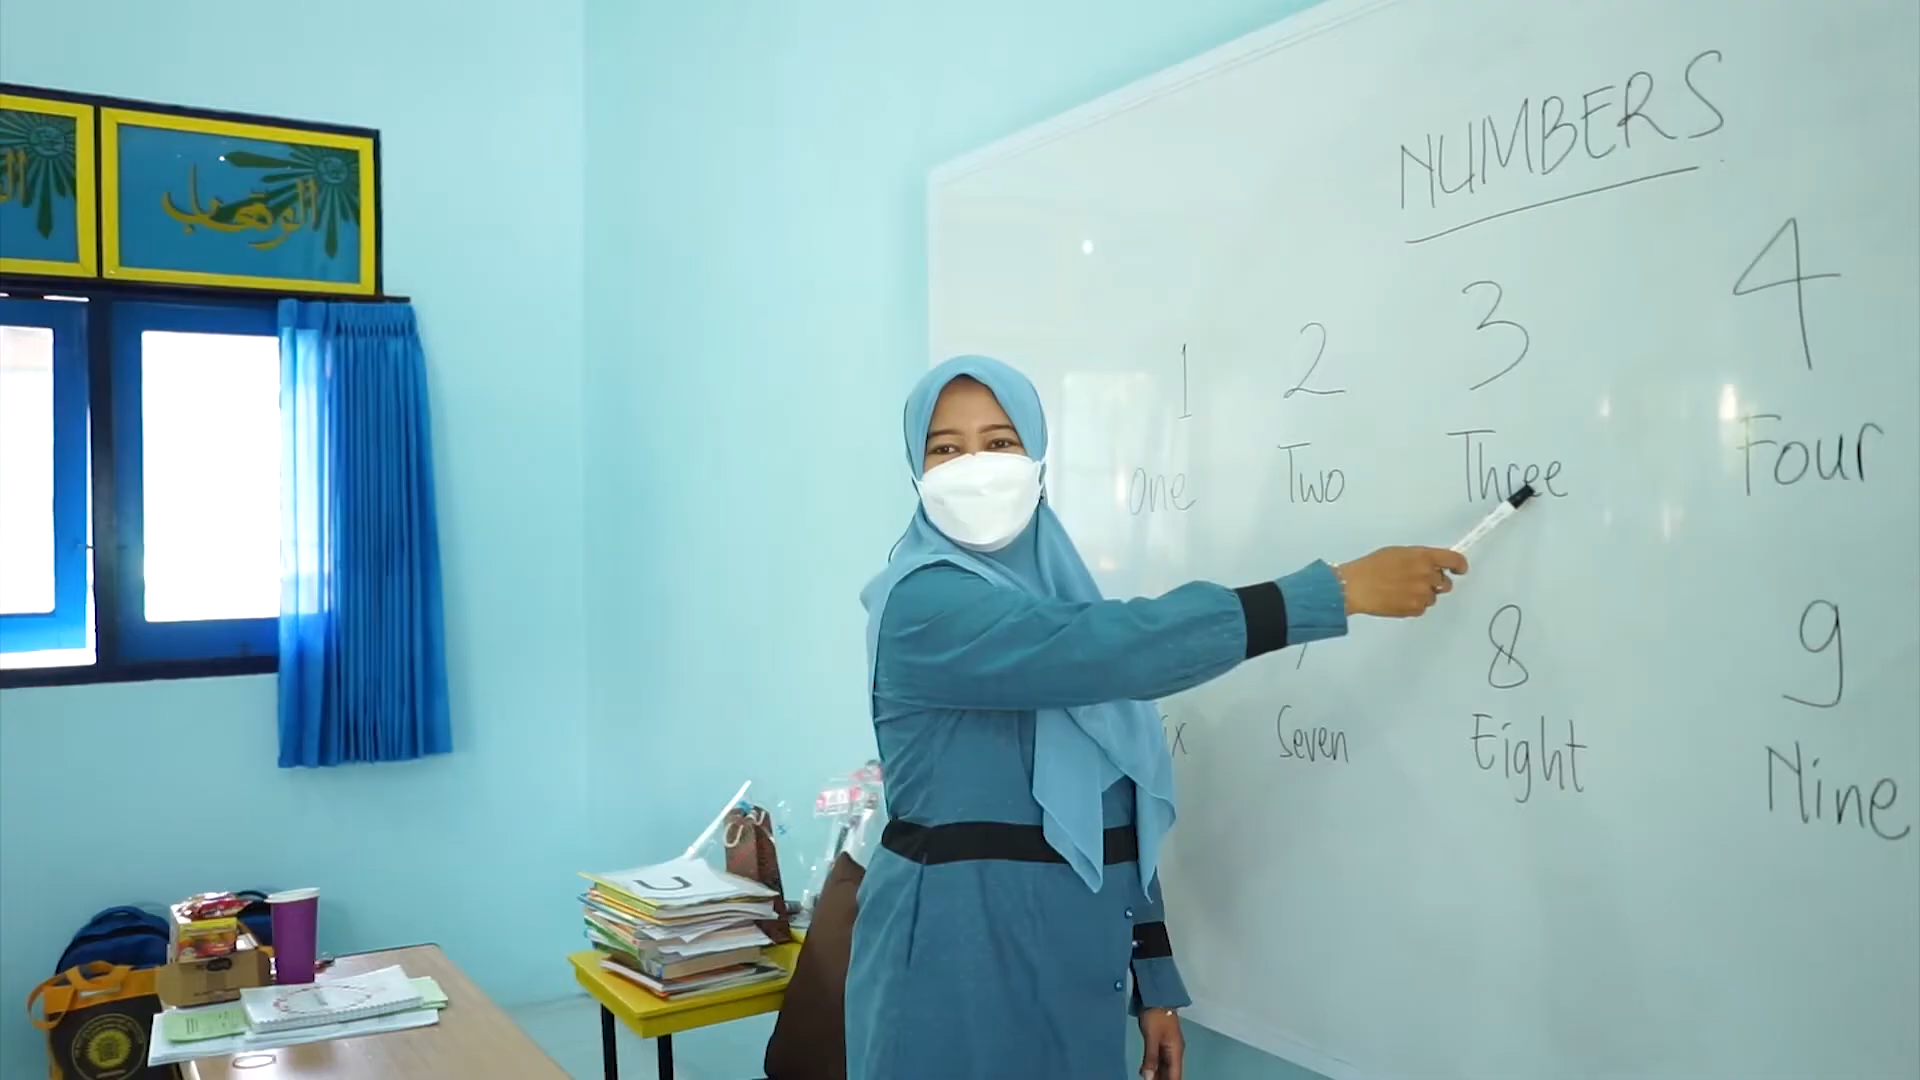 الوهاب
NUMBERS
1 2 3 4
One Two Three Four
8 9
Seven Eight Nine